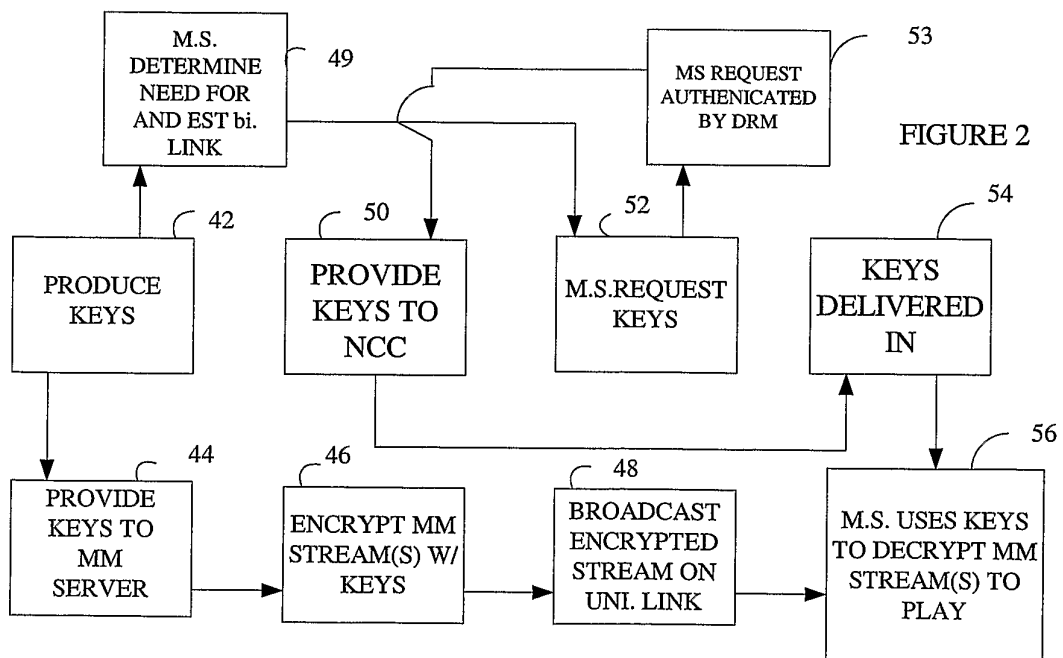 M.S.
DETERMINE
NEED FOR
AND EST bi.
LINK
49
MS REQUEST
AUTHENICATED
BY DRM
53
FIGURE 2
42
PRODUCE
KEYS
50
PROVIDE
KEYS TO
NCC
52
M.S.REQUEST
KEYS
54
KEYS
DELIVERED
IN
44
PROVIDE
KEYS TO
MM
SERVER
46
ENCRYPT MM
STREAM(S) W/
KEYS
48
BROADCAST
ENCRYPTED
STREAM ON
UNI. LINK
56
M.S. USES KEYS
TO DECRYPT MM
STREAM(S) TO
PLAY